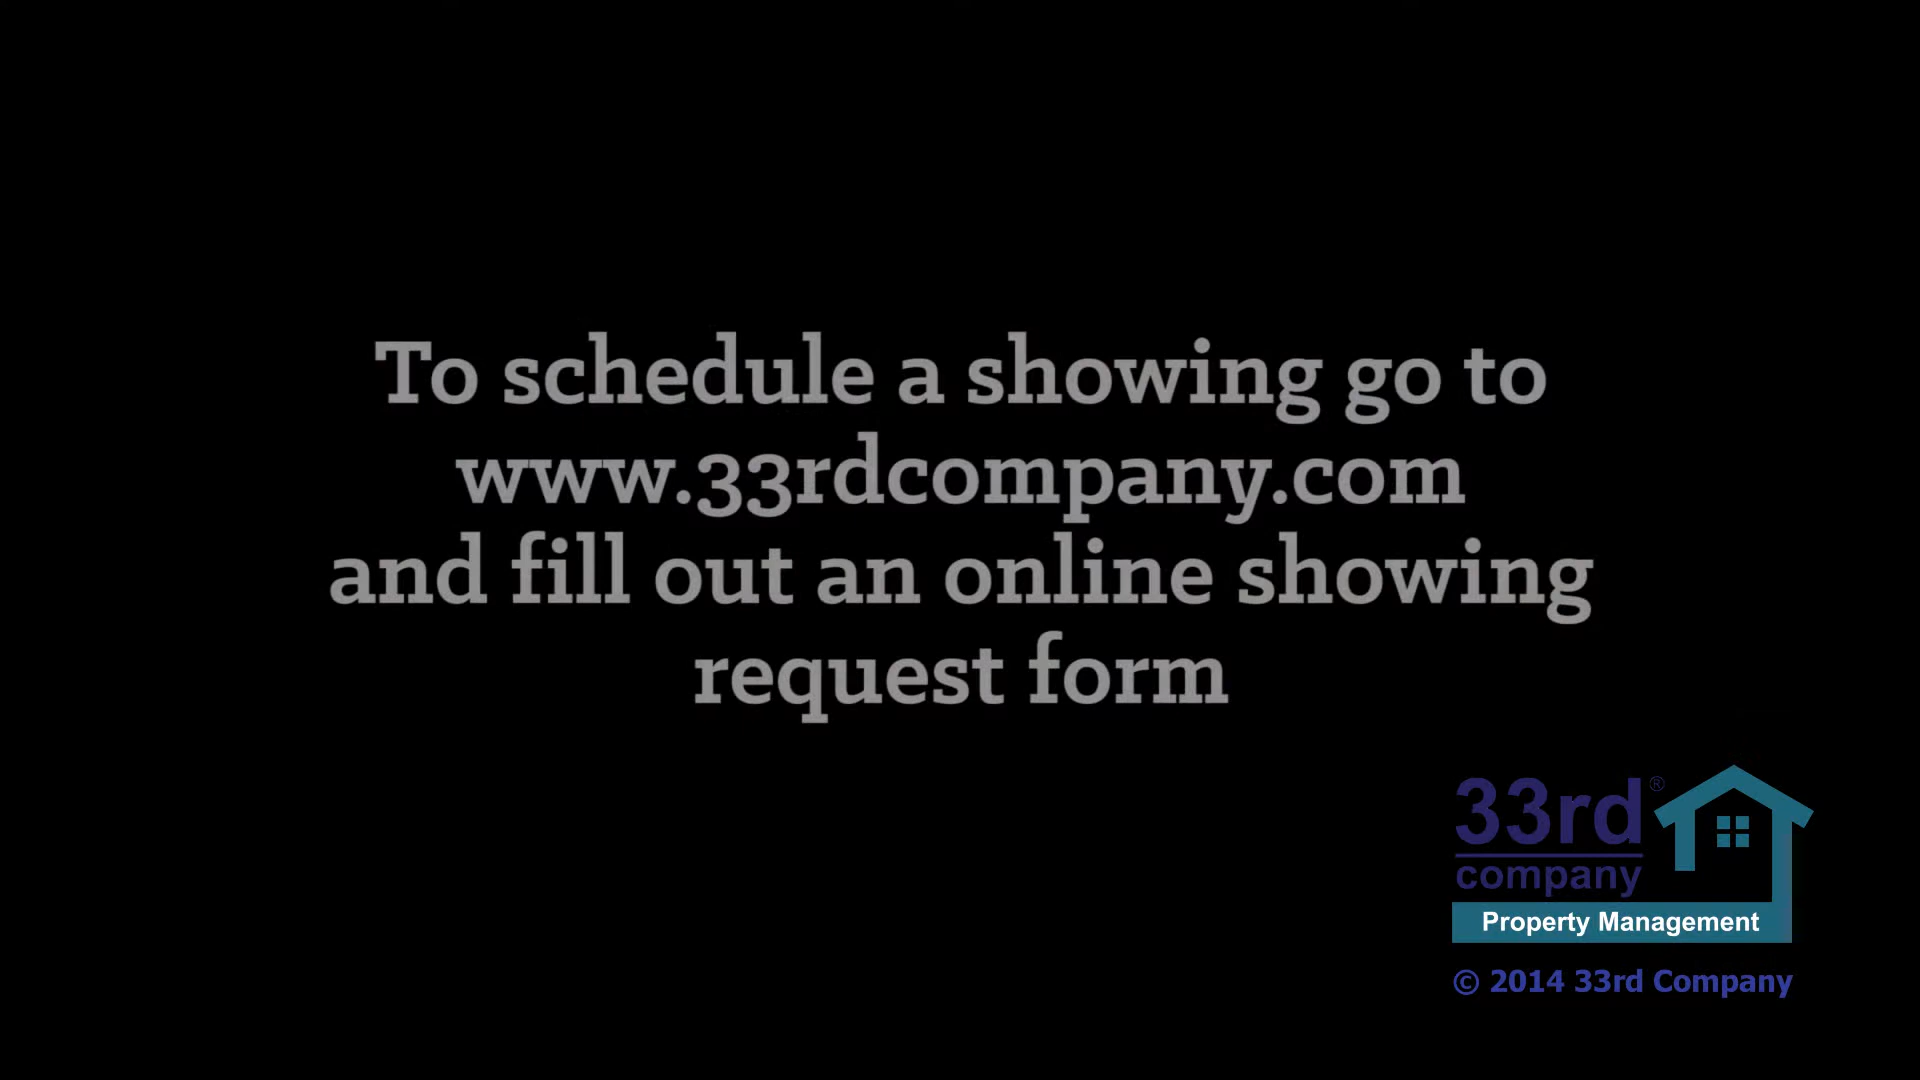 To schedule a showing go to
www.33rdcompany.com
and fill out an online showing
request form
33rd®
company
Property Management
© 2014 33rd Company